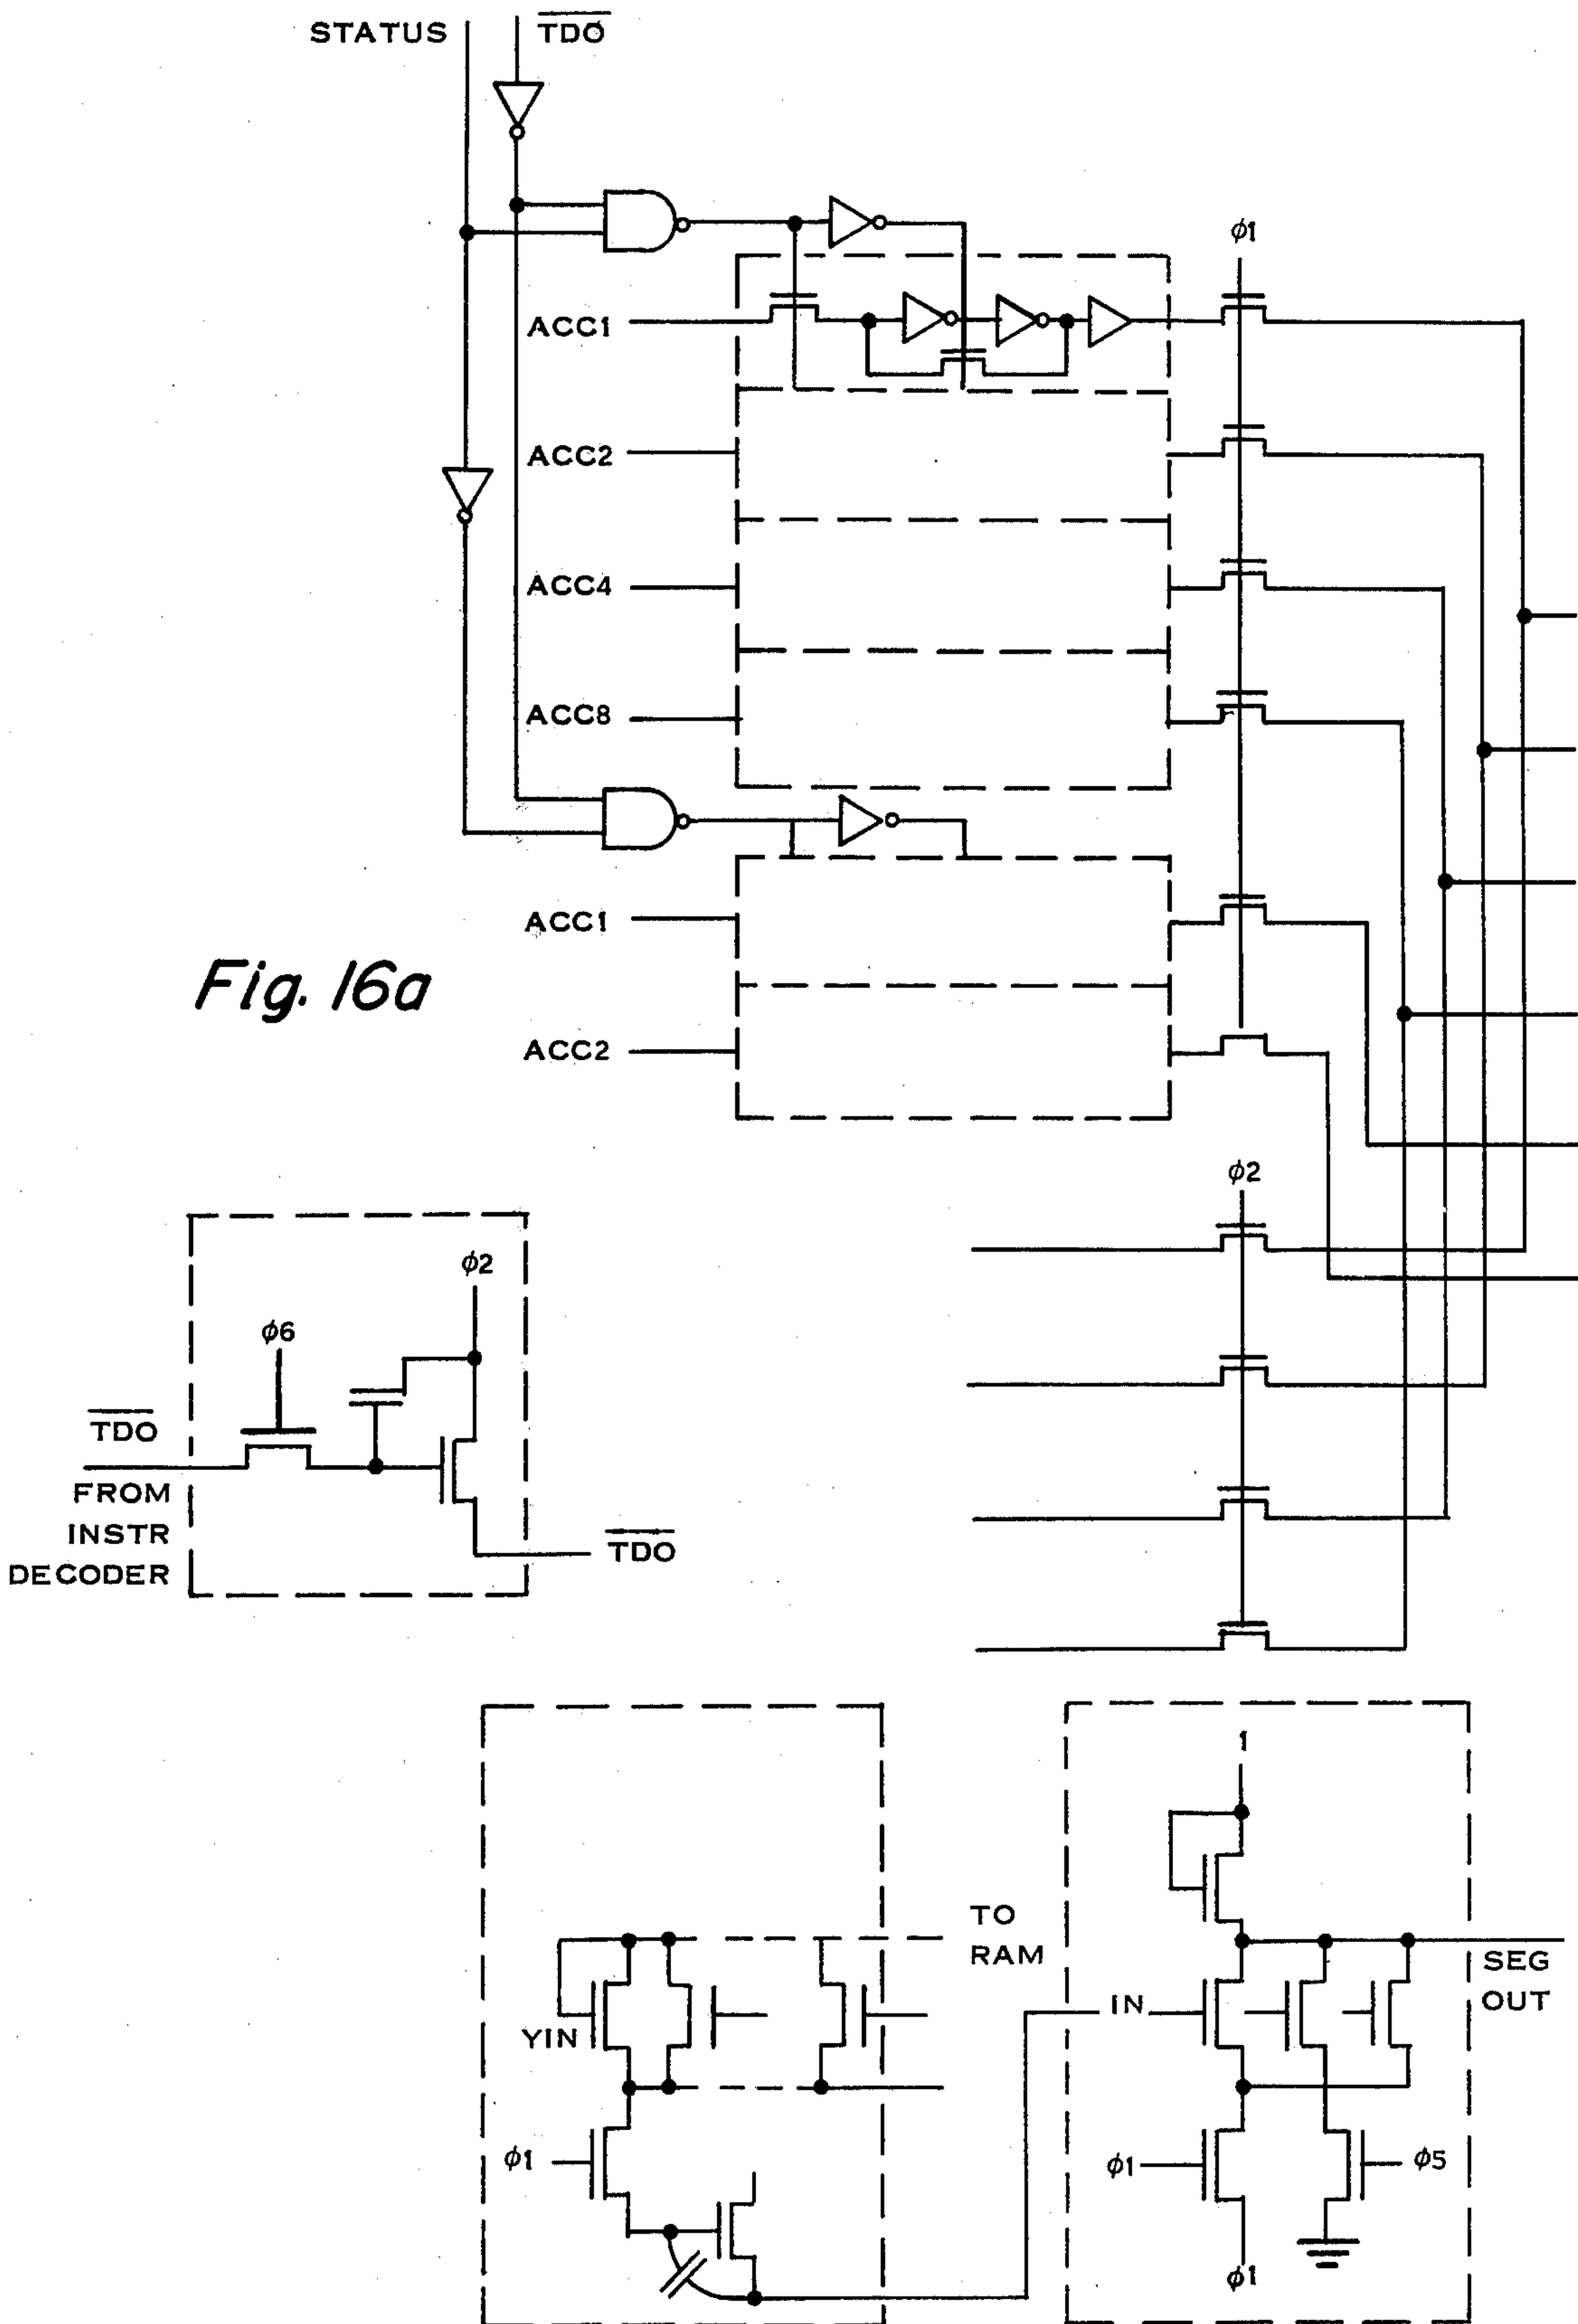 STATUS
TDO
ϕ1
ACC1
ACC2
ACC4
ACC8
ACC1
Fig. 16a
ACC2
ϕ2
ϕ2
ϕ6
TDO
FROM
INSTR
DECODER
TDO
1
TO
RAM
SEG
OUT
IN
YIN
ϕ1
ϕ1
ϕ5
ϕ1